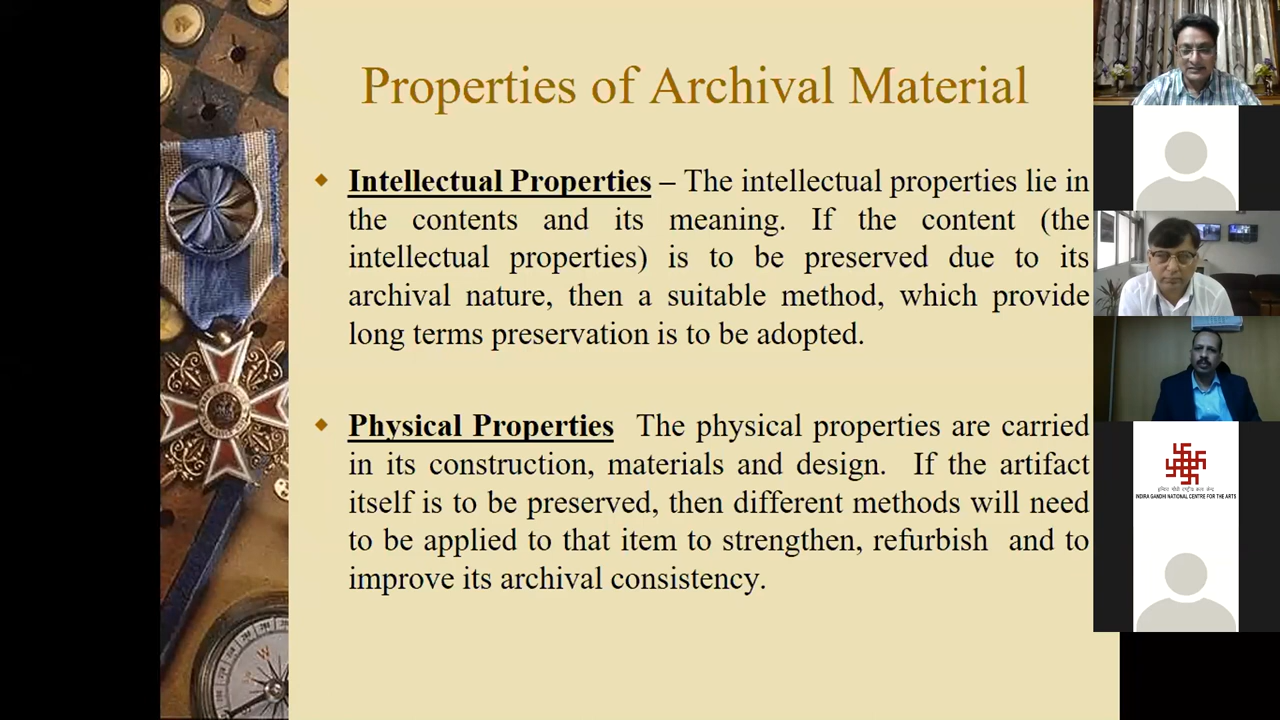 Properties of Archival Material
Intellectual Properties – The intellectual properties lie in
the contents and its meaning. If the content (the
intellectual properties) is to be preserved due to its
archival nature, then a suitable method, which provide
long terms preservation is to be adopted.
Physical Properties The physical properties are carried
in its construction, materials and design. If the artifact
itself is to be preserved, then different methods will need
to be applied to that item to strengthen, refurbish and to
improve its archival consistency.
इन्दिरा गाँधी राष्ट्रीय कला केन्द्र
INDIRA GANDHI NATIONAL CENTRE FOR THE ARTS
W